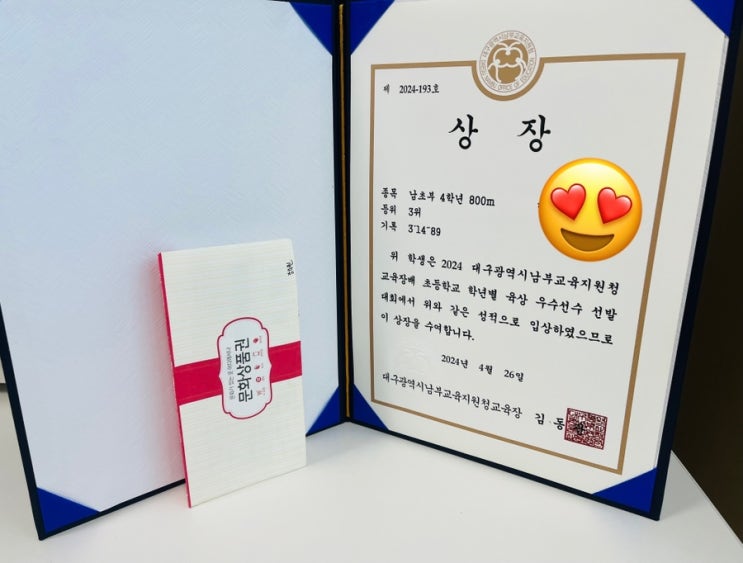 제 2024-193호
상 장
종목 남초부 4학년 800m
등위 3위
기록 3'14"89
위 학생은 2024 대구광역시남부교육지원청
교육장배 초등학교 학년별 육상 우수선수 선발
대회에서 위와 같은 성적으로 입상하였으므로
이 상장을 수여합니다.
2024년 4월 26일
대구광역시남부교육지원청교육장 김 동
문화상품권